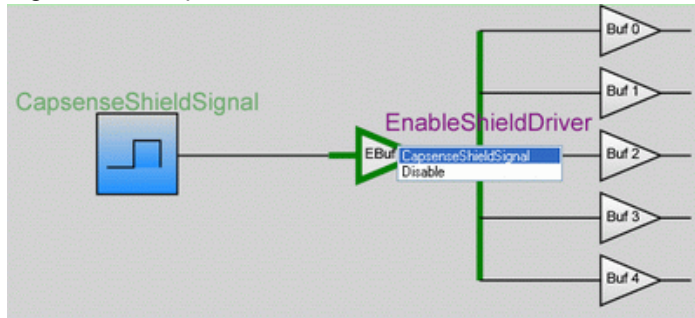 Buf 0
Buf 1
CapsenseShieldSignal
EnableShieldDriver
EBuf
CapsenseShieldSignal
Disable
Buf 2
Buf 3
Buf 4